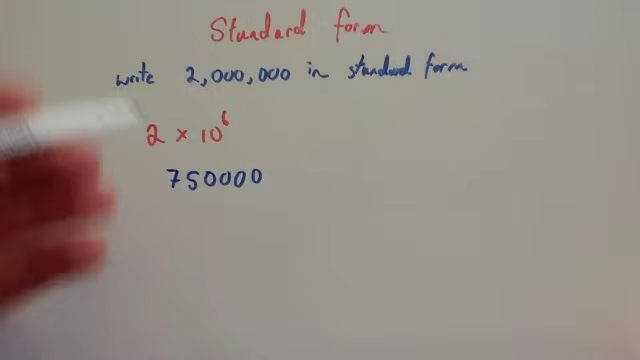 Standard form
write 2,000,000 in standard form
2 × 10⁶
750000